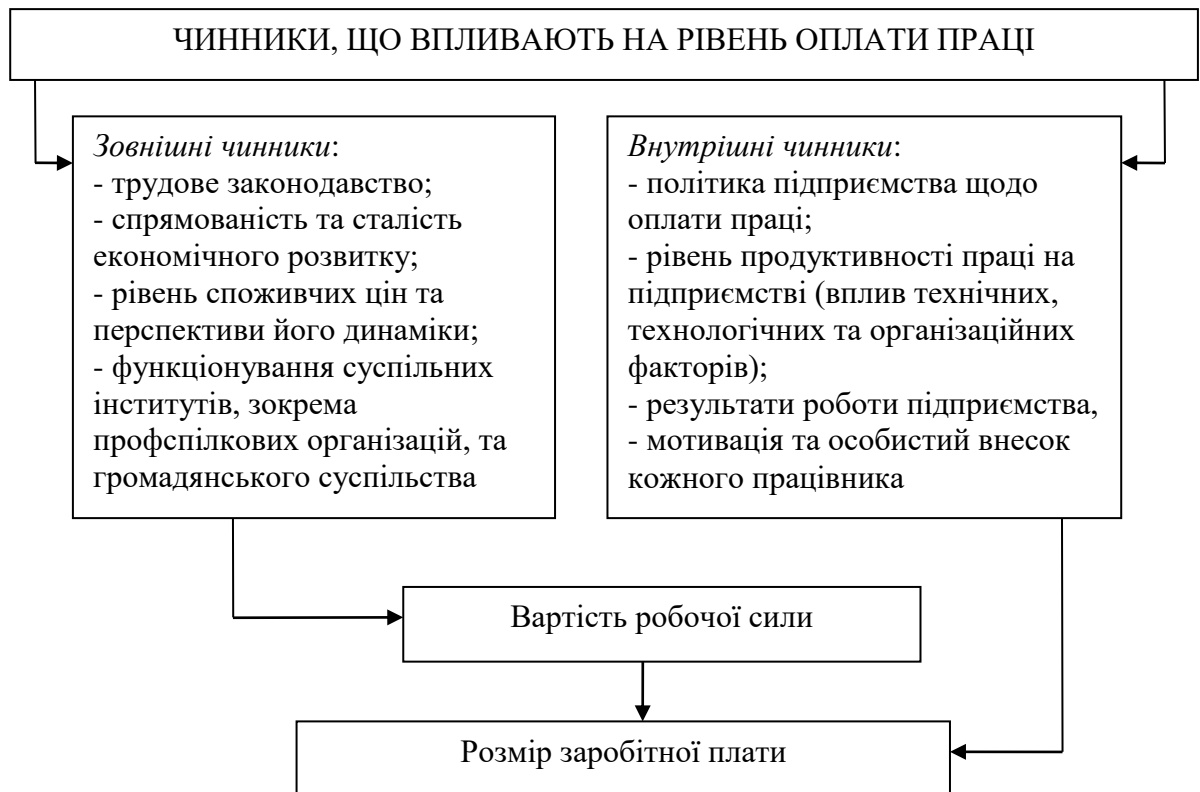 ЧИННИКИ, ЩО ВПЛИВАЮТЬ НА РІВЕНЬ ОПЛАТИ ПРАЦІ
Зовнішні чинники:
- трудове законодавство;
- спрямованість та сталість
економічного розвитку;
- рівень споживчих цін та
перспективи його динаміки;
- функціонування суспільних
інститутів, зокрема
профспілкових організацій, та
громадянського суспільства
Внутрішні чинники:
- політика підприємства щодо
оплати праці;
- рівень продуктивності праці на
підприємстві (вплив технічних,
технологічних та організаційних
факторів);
- результати роботи підприємства,
- мотивація та особистий внесок
кожного працівника
Вартість робочої сили
Розмір заробітної плати